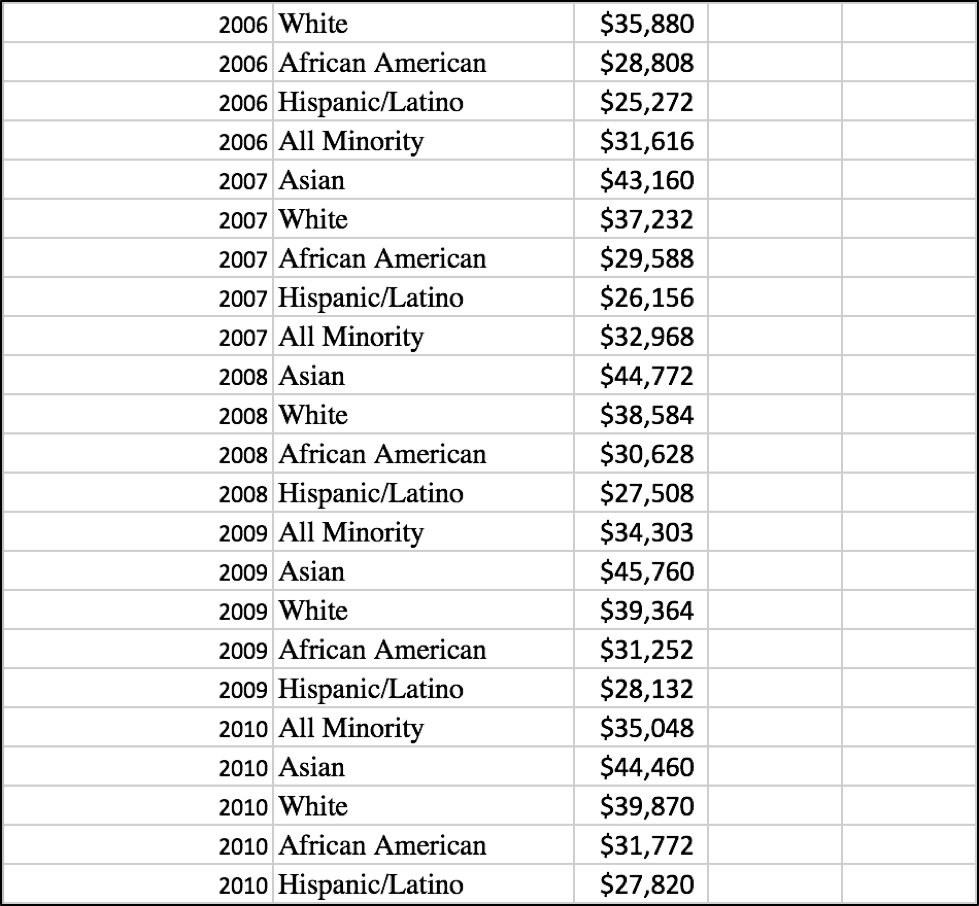 2006 White $35,880
2006 African American $28,808
2006 Hispanic/Latino $25,272
2006 All Minority $31,616
2007 Asian $43,160
2007 White $37,232
2007 African American $29,588
2007 Hispanic/Latino $26,156
2007 All Minority $32,968
2008 Asian $44,772
2008 White $38,584
2008 African American $30,628
2008 Hispanic/Latino $27,508
2009 All Minority $34,303
2009 Asian $45,760
2009 White $39,364
2009 African American $31,252
2009 Hispanic/Latino $28,132
2010 All Minority $35,048
2010 Asian $44,460
2010 White $39,870
2010 African American $31,772
2010 Hispanic/Latino $27,820